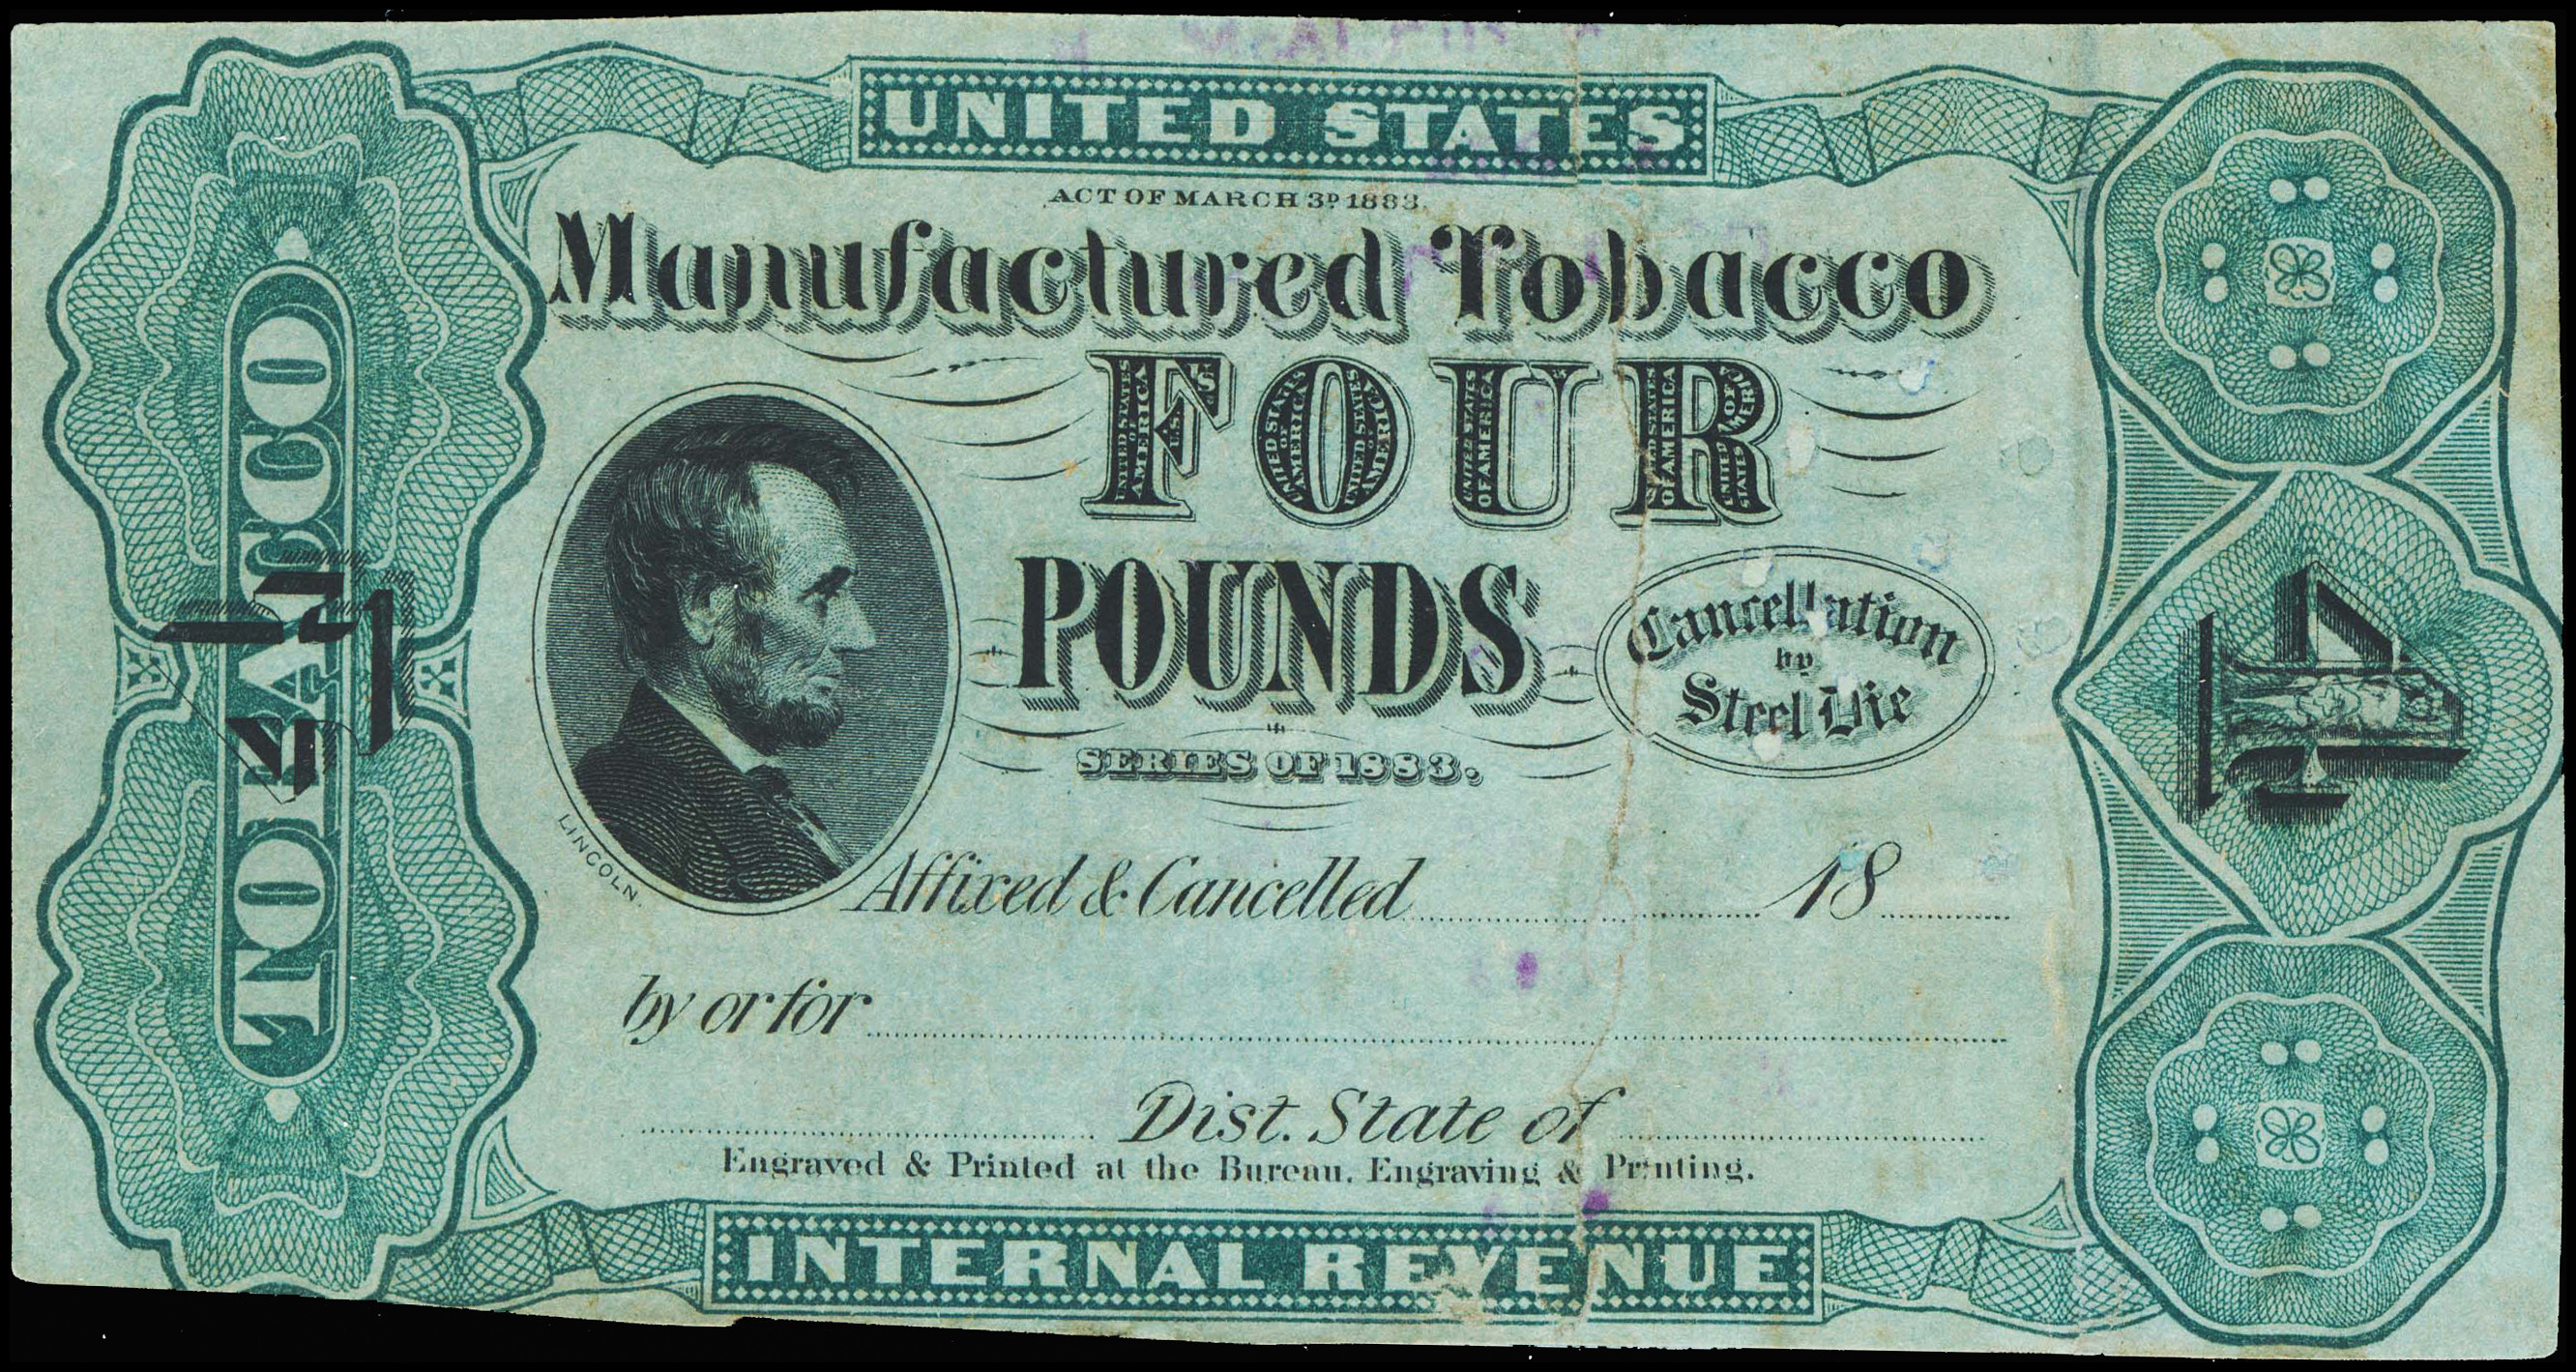 UNITED STATES
ACT OF MARCH 3D 1883.
Manufactured Tobacco
FOUR
POUNDS
Cancellation
by
Steel Die
SERIES OF 1883.
LINCOLN.
Affixed & Cancelled 18
by or for
Dist. State of
Engraved & Printed at the Bureau, Engraving & Printing.
INTERNAL REVENUE
TOBACCO
4
4